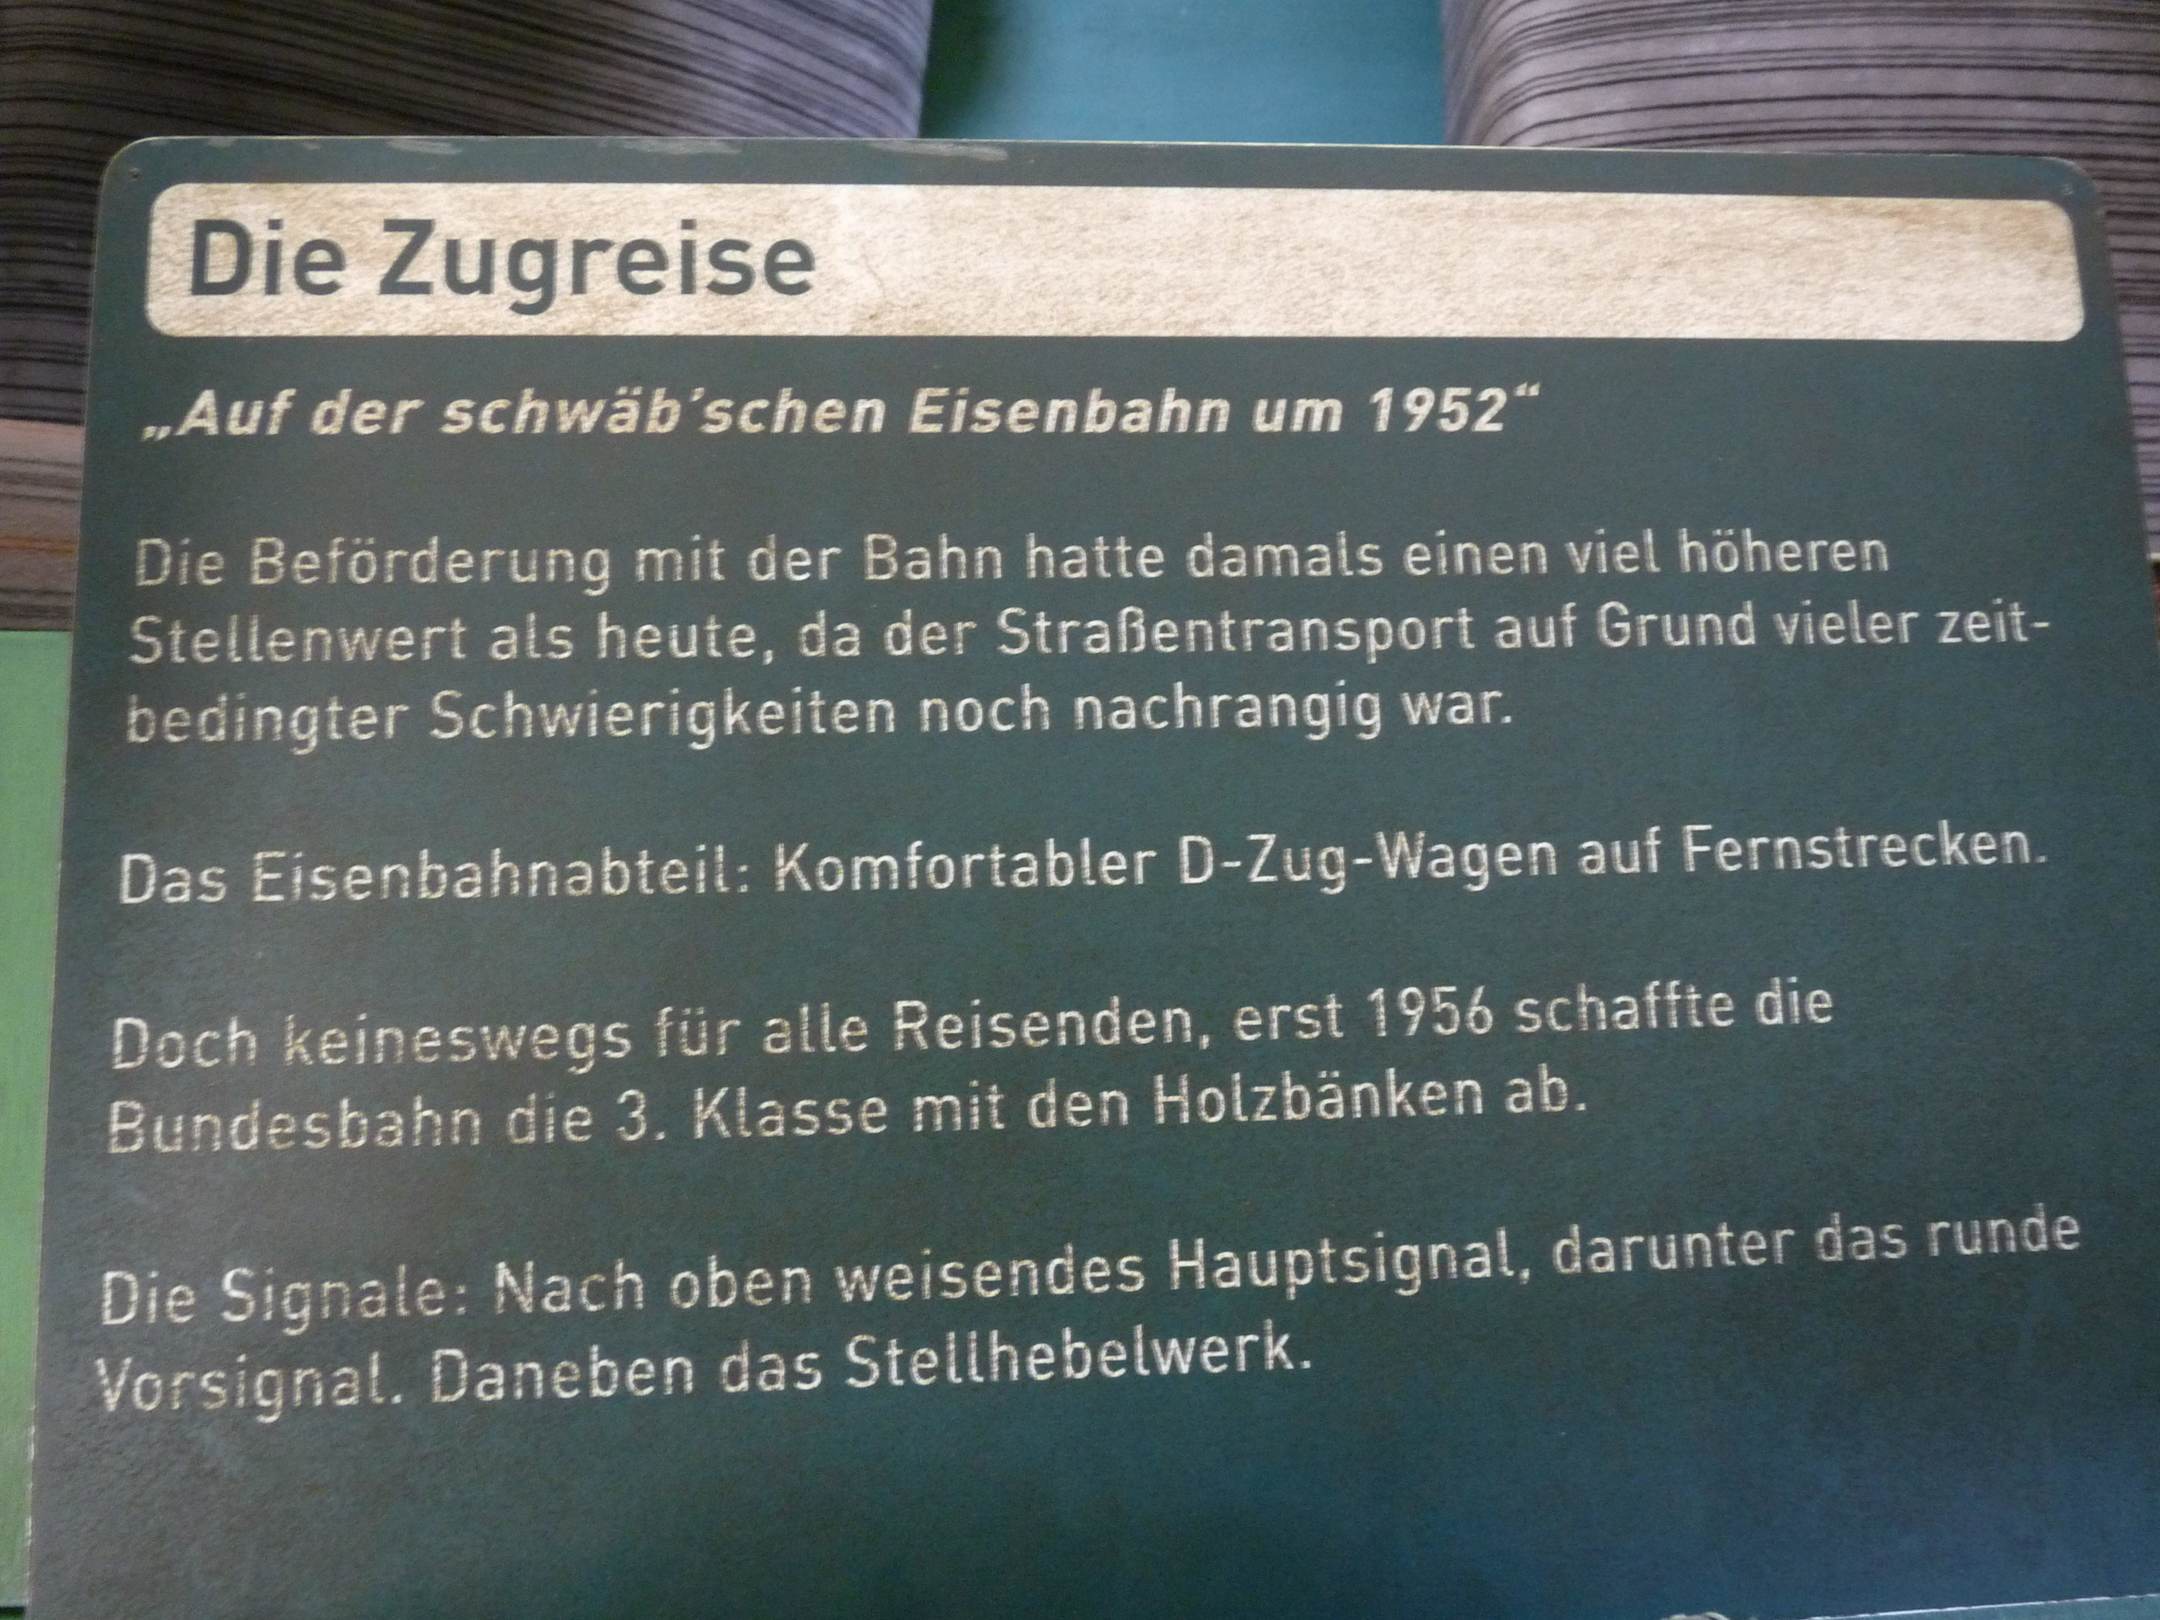 Die Zugreise
„Auf der schwäb’schen Eisenbahn um 1952“
Die Beförderung mit der Bahn hatte damals einen viel höheren
Stellenwert als heute, da der Straßentransport auf Grund vieler zeit-
bedingter Schwierigkeiten noch nachrangig war.
Das Eisenbahnabteil: Komfortabler D-Zug-Wagen auf Fernstrecken.
Doch keineswegs für alle Reisenden, erst 1956 schaffte die
Bundesbahn die 3. Klasse mit den Holzbänken ab.
Die Signale: Nach oben weisendes Hauptsignal, darunter das runde
Vorsignal. Daneben das Stellhebelwerk.